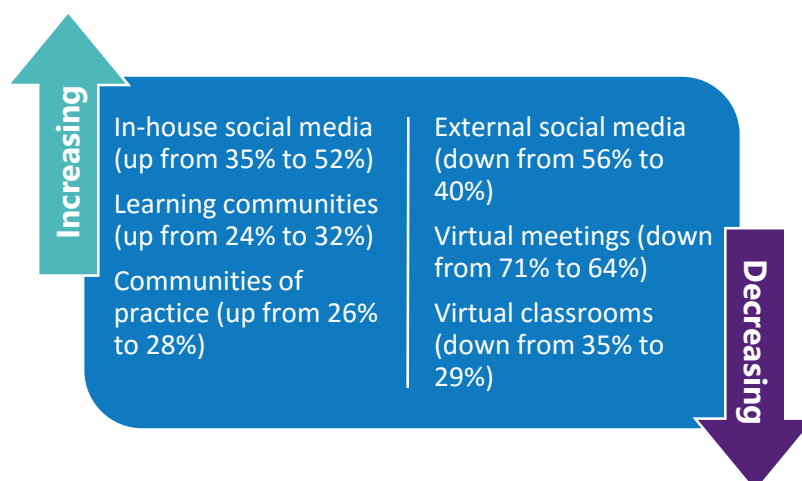 Increasing
In-house social media
(up from 35% to 52%)
Learning communities
(up from 24% to 32%)
Communities of
practice (up from 26%
to 28%)
External social media
(down from 56% to
40%)
Virtual meetings (down
from 71% to 64%)
Virtual classrooms
(down from 35% to
29%)
Decreasing